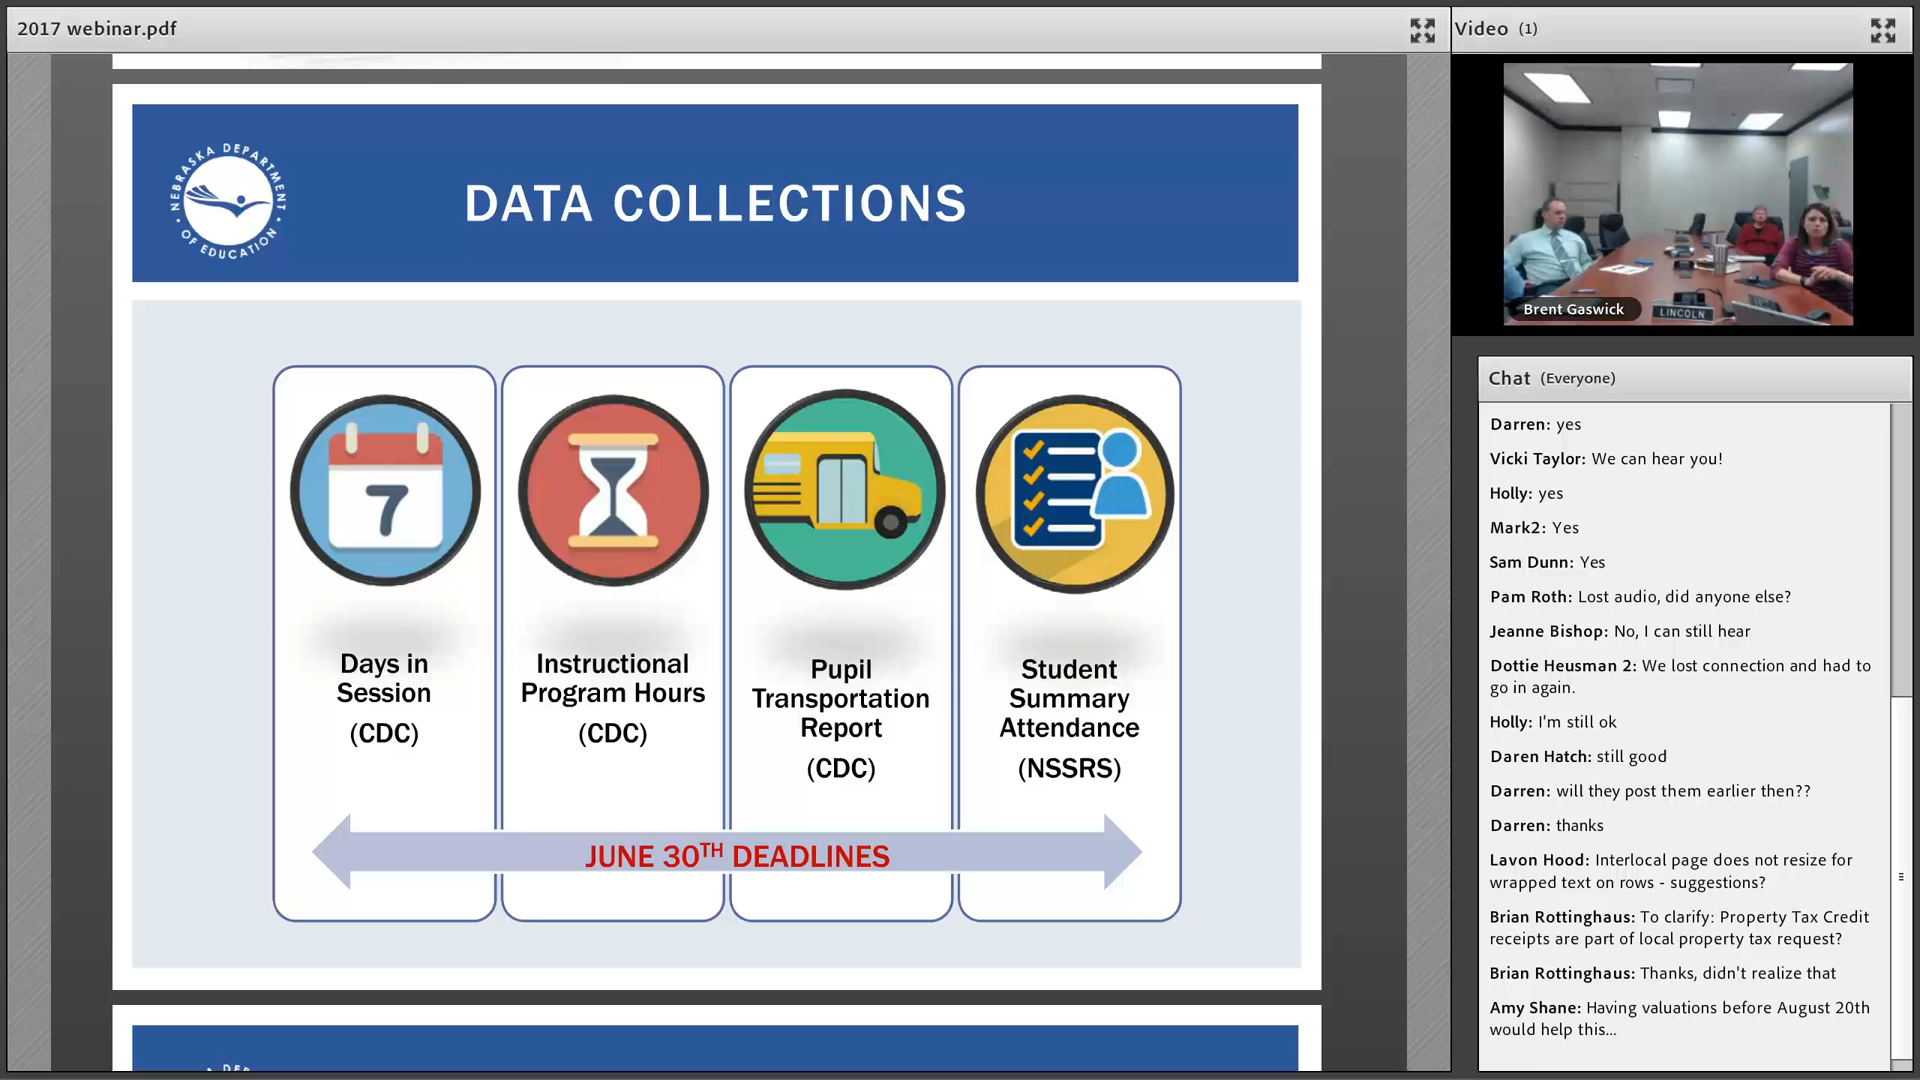 2017 webinar.pdf
NEBRASKA DEPARTMENT
OF EDUCATION
DATA COLLECTIONS
7
Days in
Session
(CDC)
Instructional
Program Hours
(CDC)
Pupil
Transportation
Report
(CDC)
Student
Summary
Attendance
(NSSRS)
JUNE 30TH DEADLINES
Video (1)
Brent Gaswick
LINCOLN
Chat (Everyone)
Darren: yes
Vicki Taylor: We can hear you!
Holly: yes
Mark2: Yes
Sam Dunn: Yes
Pam Roth: Lost audio, did anyone else?
Jeanne Bishop: No, I can still hear
Dottie Heusman 2: We lost connection and had to
go in again.
Holly: I'm still ok
Daren Hatch: still good
Darren: will they post them earlier then??
Darren: thanks
Lavon Hood: Interlocal page does not resize for
wrapped text on rows - suggestions?
Brian Rottinghaus: To clarify: Property Tax Credit
receipts are part of local property tax request?
Brian Rottinghaus: Thanks, didn't realize that
Amy Shane: Having valuations before August 20th
would help this...